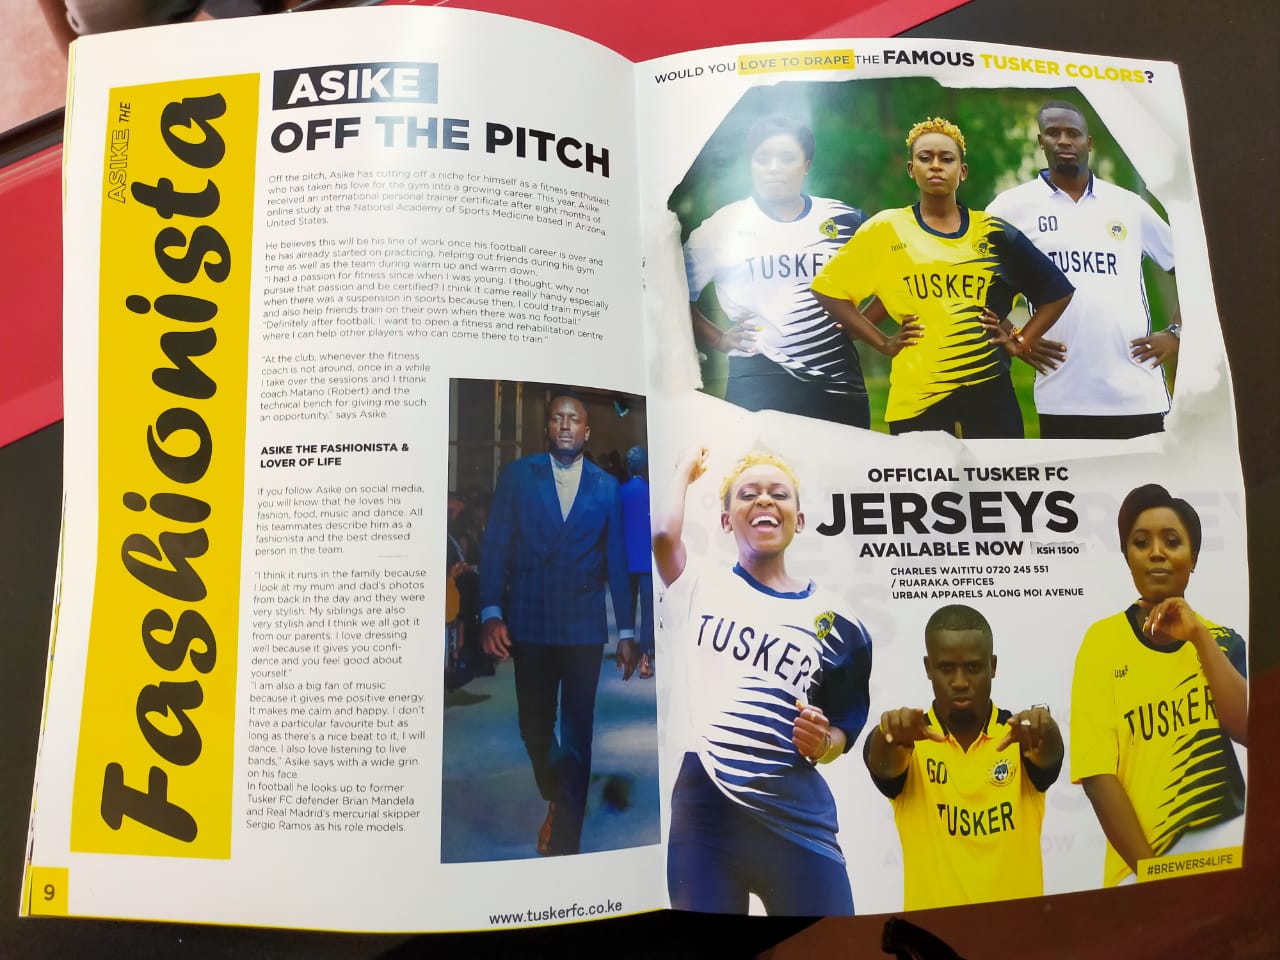 ASIKE THE
Fashionista
ASIKE
OFF THE PITCH
Off the pitch, Asike has cutting off a niche for himself as a fitness enthusiast
who has taken his love for the gym into a growing career. This year, Asike
received an international personal trainer certificate after eight months of
online study at the National Academy of Sports Medicine based in Arizona,
United States.
He believes this will be his line of work once his football career is over and
he has already started on practicing, helping out friends during his gym
time as well as the team during warm up and warm down.
"I had a passion for fitness since when I was young. I thought, why not
pursue that passion and be certified? I think it came really handy especially
when there was a suspension in sports because then, I could train myself
and also help friends train on their own when there was no football."
"Definitely after football, I want to open a fitness and rehabilitation centre
where I can help other players who can come there to train."
"At the club, whenever the fitness
coach is not around, once in a while
I take over the sessions and I thank
coach Matano (Robert) and the
technical bench for giving me such
an opportunity," says Asike.
ASIKE THE FASHIONISTA &
LOVER OF LIFE
If you follow Asike on social media,
you will know that he loves his
fashion, food, music and dance. All
his teammates describe him as a
fashionista and the best dressed
person in the team.
"I think it runs in the family because
I look at my mum and dad's photos
from back in the day and they were
very stylish. My siblings are also
very stylish and I think we all got it
from our parents. I love dressing
well because it gives you confi-
dence and you feel good about
yourself."
"I am also a big fan of music
because it gives me positive energy.
It makes me calm and happy. I don't
have a particular favourite but as
long as there's a nice beat to it, I will
dance. I also love listening to live
bands," Asike says with a wide grin
on his face.
In football he looks up to former
Tusker FC defender Brian Mandela
and Real Madrid's mercurial skipper
Sergio Ramos as his role models.
9
www.tuskerfc.co.ke
WOULD YOU LOVE TO DRAPE THE FAMOUS TUSKER COLORS?
TUSKER
TUSKER
GO
TUSKER
OFFICIAL TUSKER FC
JERSEYS
AVAILABLE NOW KSH 1500
CHARLES WAITITU 0720 245 551
/ RUARAKA OFFICES
URBAN APPARELS ALONG MOI AVENUE
TUSKER
GO
TUSKER
TUSKER
#BREWERS4LIFE